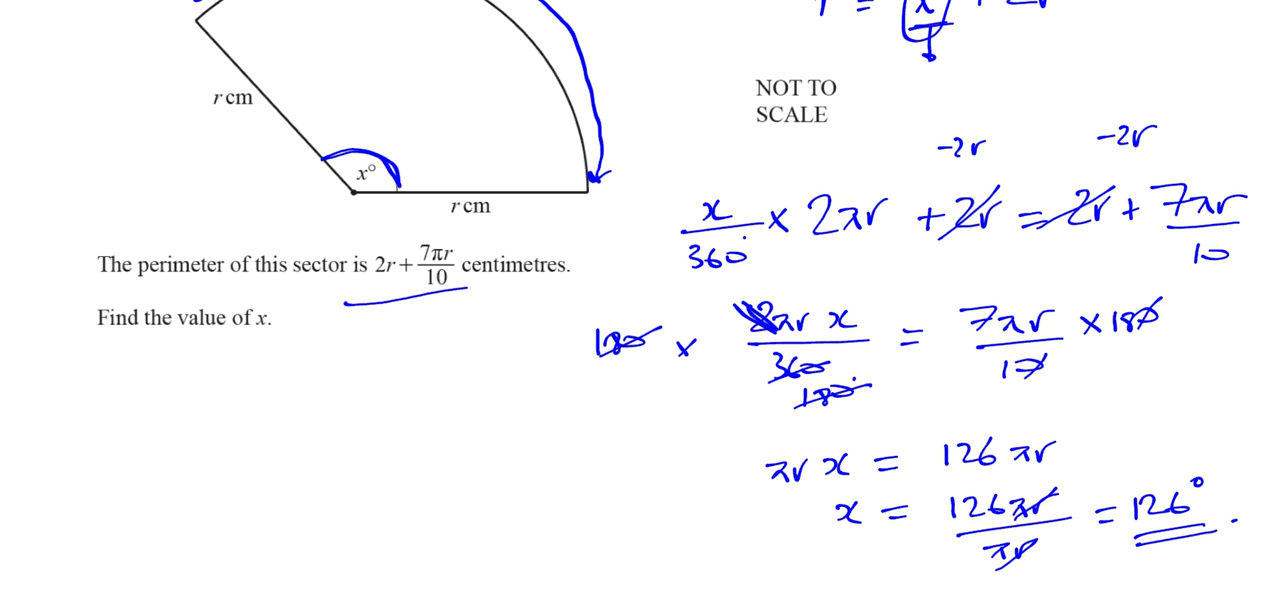 r cm
NOT TO
SCALE
x°
r cm
-2r -2r
x/360 × 2πr + 2r = 2r + 7πr/10
The perimeter of this sector is 2r + 7πr/10 centimetres.
Find the value of x.
180 × 2πr x/360 = 7πr/10 × 180
180
πr x = 126 πr
x = 126πr/πr = 126°.